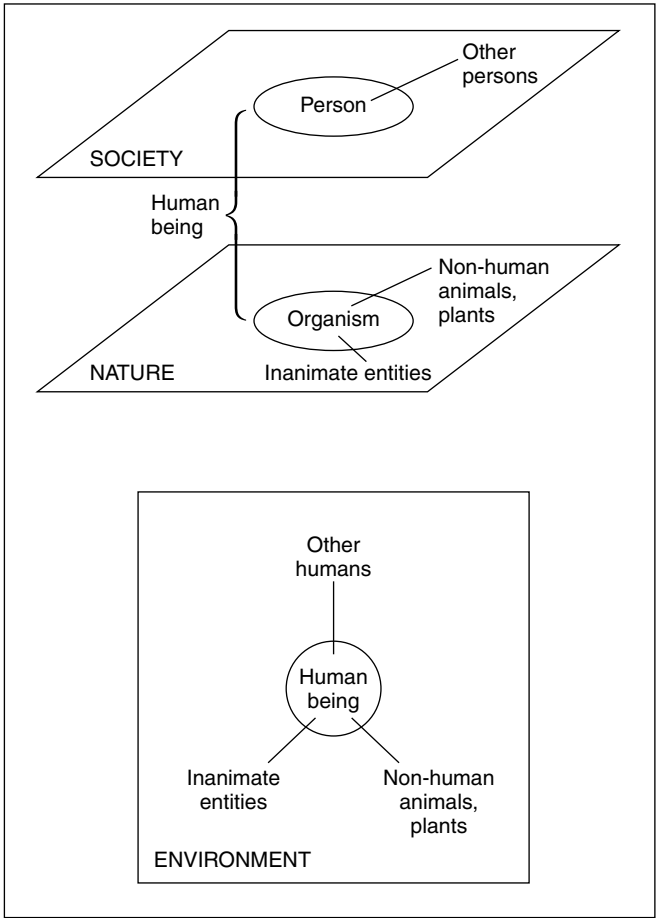 Other
persons
Person
SOCIETY
Human
being
Non-human
animals,
plants
Organism
Inanimate entities
NATURE
Other
humans
Human
being
Inanimate
entities
Non-human
animals,
plants
ENVIRONMENT